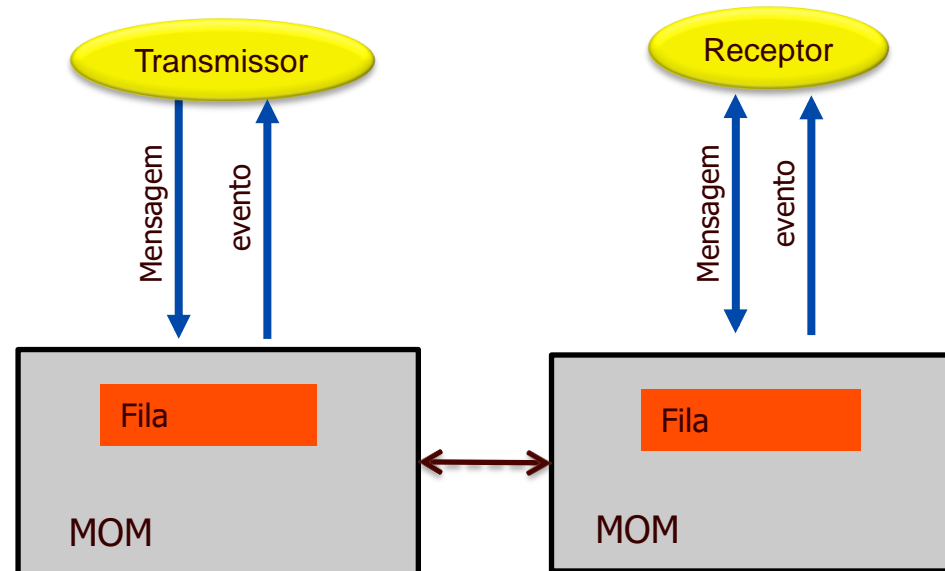 Transmissor
Receptor
Mensagem
evento
Mensagem
evento
Fila
Fila
MOM
MOM